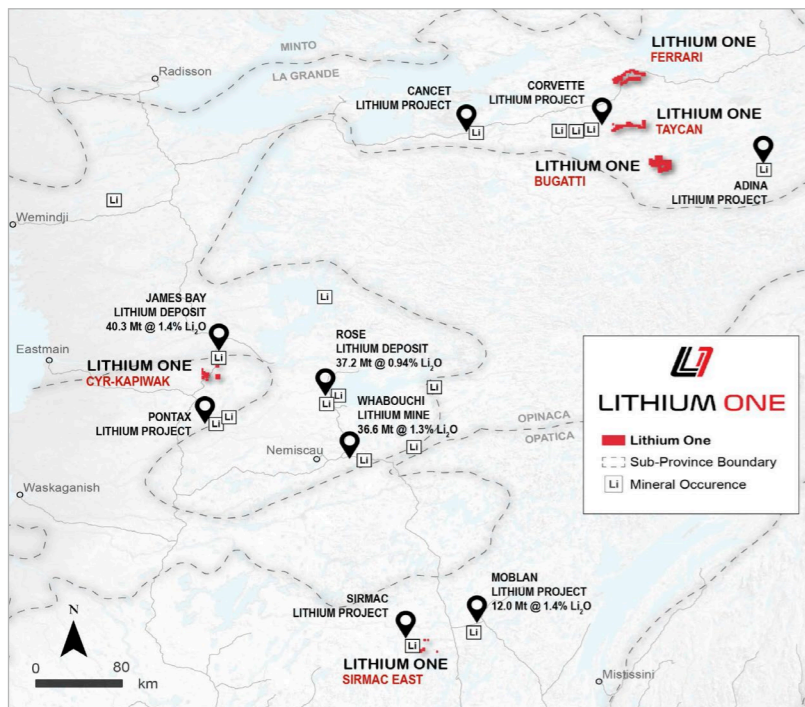 MINTO
LITHIUM ONE
FERRARI
Radisson
LA GRANDE
CANCET
LITHIUM PROJECT
CORVETTE
LITHIUM PROJECT
LITHIUM ONE
TAYCAN
Li
Li
Li
Li
LITHIUM ONE
BUGATTI
Li
ADINA
LITHIUM PROJECT
Li
Wemindji
JAMES BAY
LITHIUM DEPOSIT
40.3 Mt @ 1.4% Li₂O
Li
ROSE
LITHIUM DEPOSIT
37.2 Mt @ 0.94% Li₂O
Eastmain
Li
LITHIUM ONE
CYR-KAPIWAK
Li
Li
Li
WHABOUCHI
LITHIUM MINE
36.6 Mt @ 1.3% Li₂O
PONTAX
LITHIUM PROJECT
Li
Li
OPINACA
OPATICA
Nemiscau
Li
Li
Waskaganish
L1
LITHIUM ONE
Lithium One
Sub-Province Boundary
Li
Mineral Occurence
MOBLAN
LITHIUM PROJECT
12.0 Mt @ 1.4% Li₂O
SIRMAC
LITHIUM PROJECT
Li
Li
LITHIUM ONE
SIRMAC EAST
Mistissini
N
0 80
km